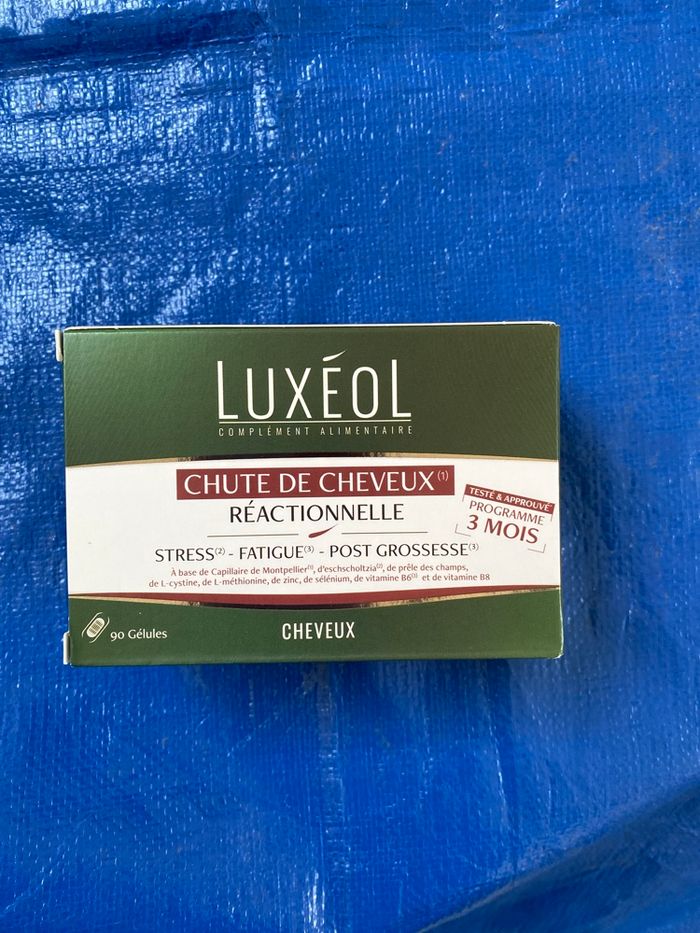 LUXÉOL
COMPLÉMENT ALIMENTAIRE
CHUTE DE CHEVEUX(1)
RÉACTIONNELLE
TESTÉ & APPROUVÉ
PROGRAMME
3 MOIS
STRESS(2) - FATIGUE(3) - POST GROSSESSE(3)
À base de Capillaire de Montpellier(1), d'eschscholtzia(2), de prêle des champs,
de L-cystine, de L-méthionine, de zinc, de sélénium, de vitamine B6(3) et de vitamine B8
90 Gélules
CHEVEUX